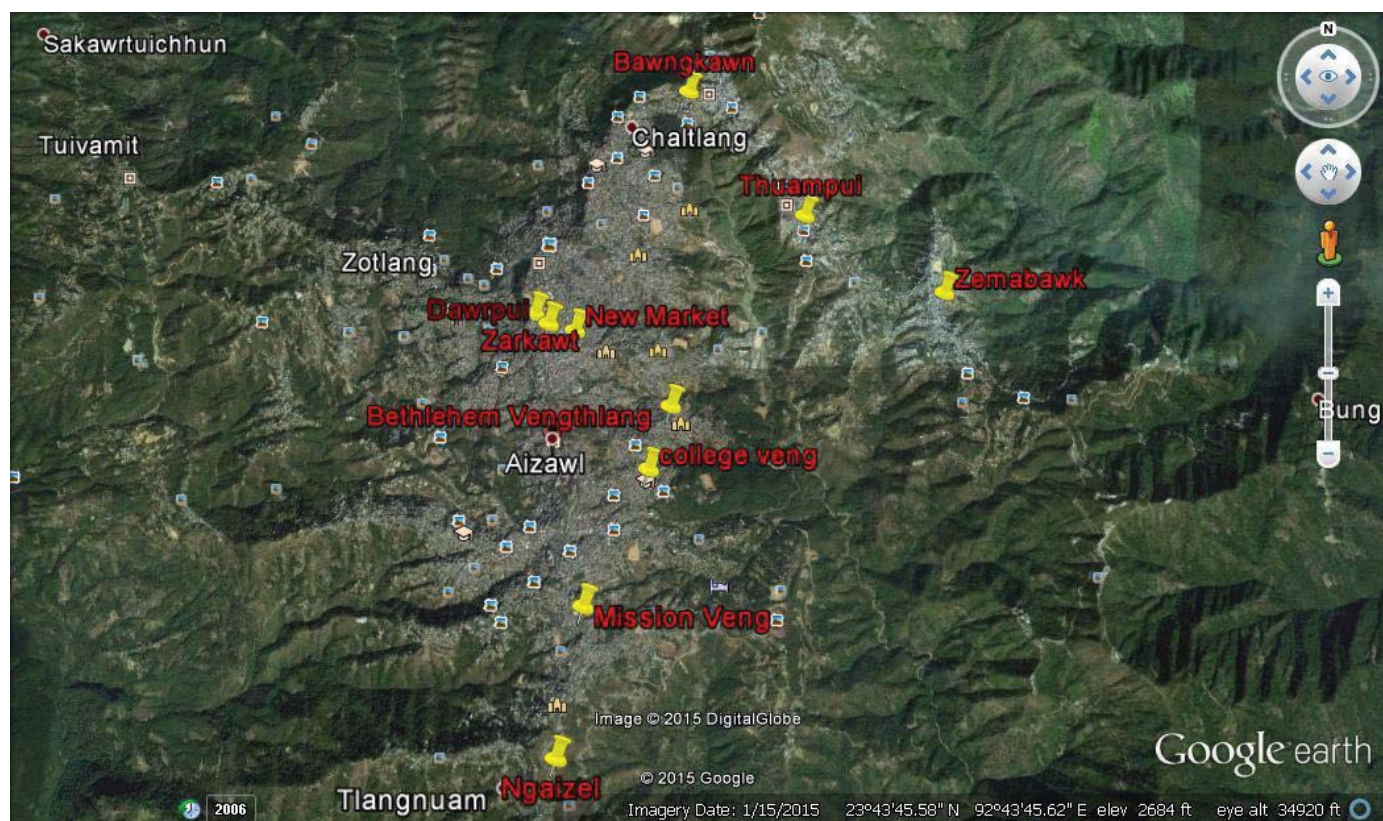 N
Sakawrtuichhun
Bawngkawn
Chaltlang
Tuivamit
Thuampui
Zotlang
Zemabawk
Dawrpui
New Market
Zarkawt
Bethlehem Vengthlang
Bung
college veng
Aizawl
Mission Veng
Image © 2015 DigitalGlobe
Google earth
© 2015 Google
Ngaizel
Tlangnuam
2006
Imagery Date: 1/15/2015 23°43'45.58" N 92°43'45.62" E elev 2684 ft eye alt 34920 ft